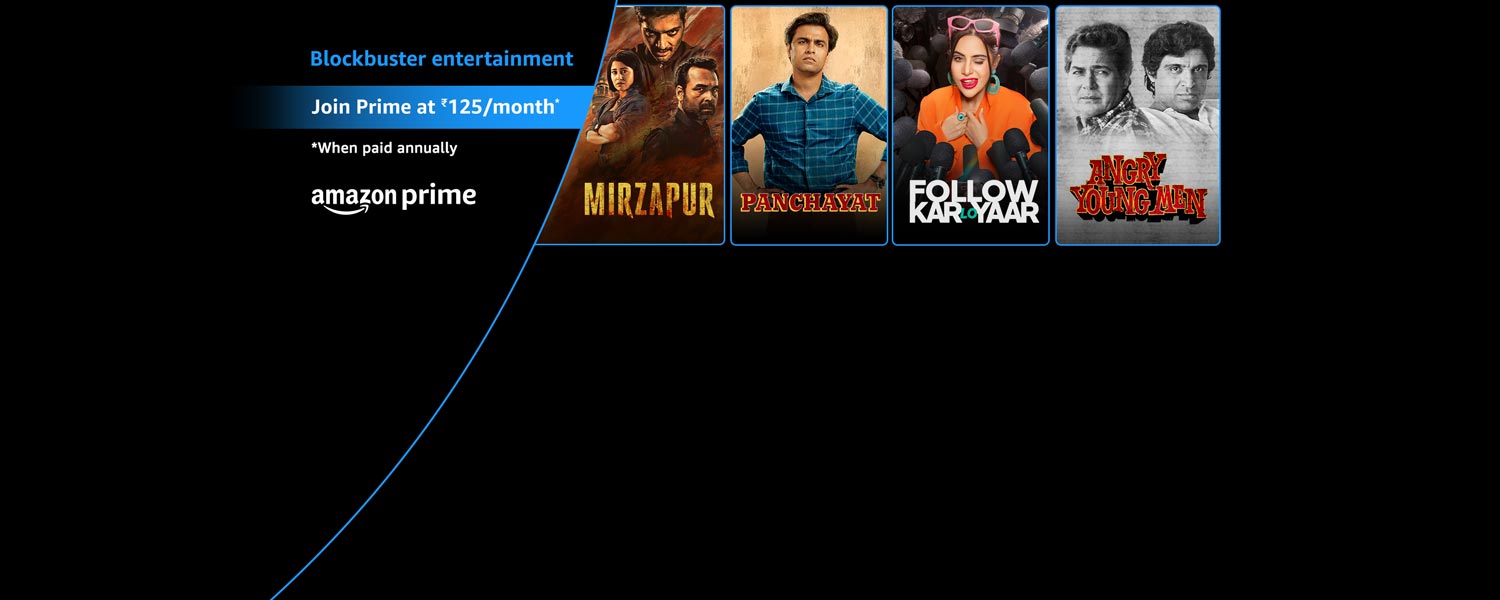 Blockbuster entertainment
Join Prime at ₹125/month*
*When paid annually
amazon prime
MIRZAPUR
PANCHAYAT
FOLLOW
KAR LO YAAR
ANGRY
YOUNG MEN